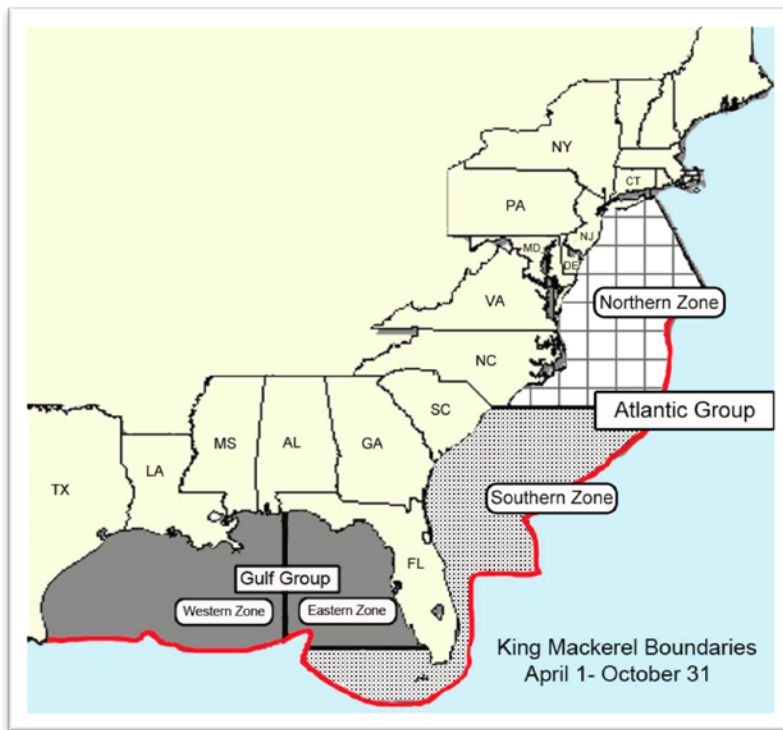 NY
CT
PA
NJ
MD
DE
VA
Northern Zone
NC
Atlantic Group
SC
MS
AL
GA
LA
TX
Southern Zone
FL
Gulf Group
Western Zone
Eastern Zone
King Mackerel Boundaries
April 1- October 31